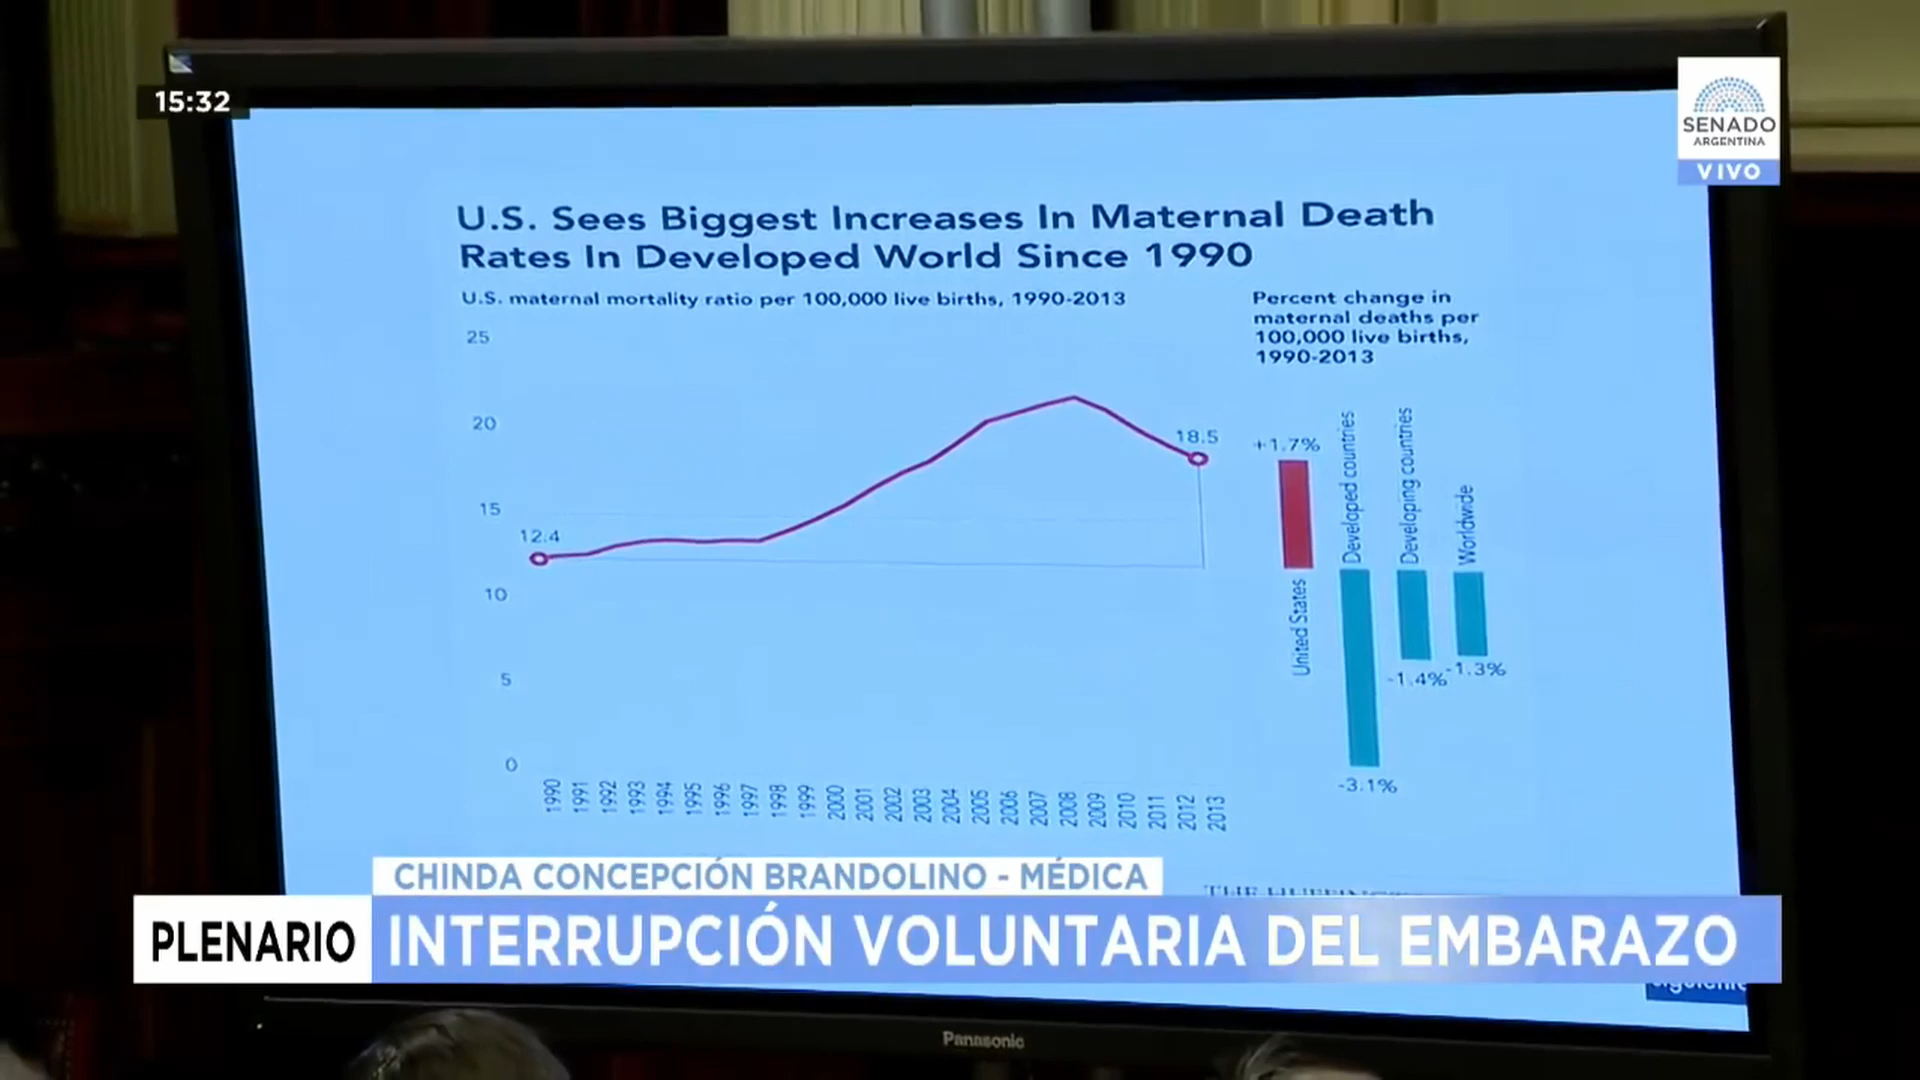 15:32
SENADO
ARGENTINA
VIVO
U.S. Sees Biggest Increases In Maternal Death
Rates In Developed World Since 1990
U.S. maternal mortality ratio per 100,000 live births, 1990-2013
Percent change in
maternal deaths per
100,000 live births,
1990-2013
25
20
15
10
5
0
12.4
18.5
1990
1991
1992
1993
1994
1995
1996
1997
1998
1999
2000
2001
2002
2003
2004
2005
2006
2007
2008
2009
2010
2011
2012
2013
+1.7%
United States
Developed countries
-3.1%
Developing countries
-1.4%
Worldwide
-1.3%
CHINDA CONCEPCIÓN BRANDOLINO - MÉDICA
PLENARIO
INTERRUPCIÓN VOLUNTARIA DEL EMBARAZO
Panasonic